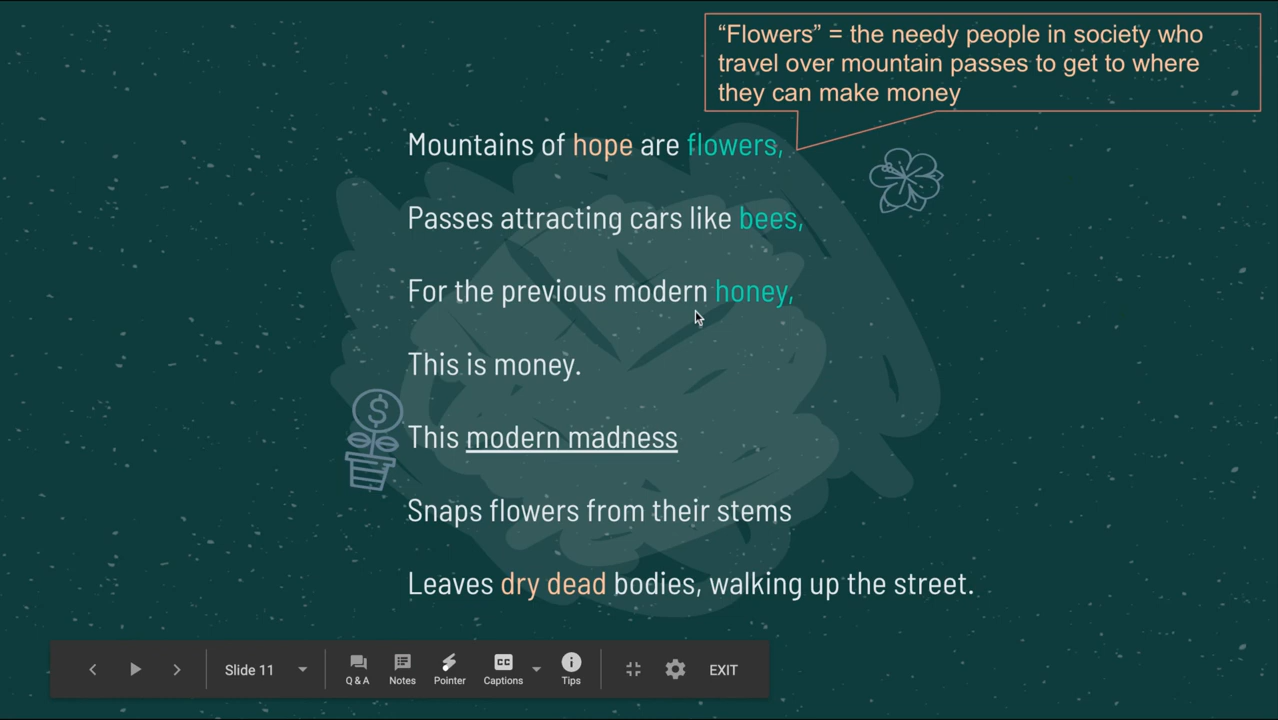 “Flowers” = the needy people in society who
travel over mountain passes to get to where
they can make money
Mountains of hope are flowers,
Passes attracting cars like bees,
For the previous modern honey,
This is money.
$
This modern madness
Snaps flowers from their stems
Leaves dry dead bodies, walking up the street.
Slide 11
Q & A
Notes
Pointer
CC
Captions
Tips
EXIT